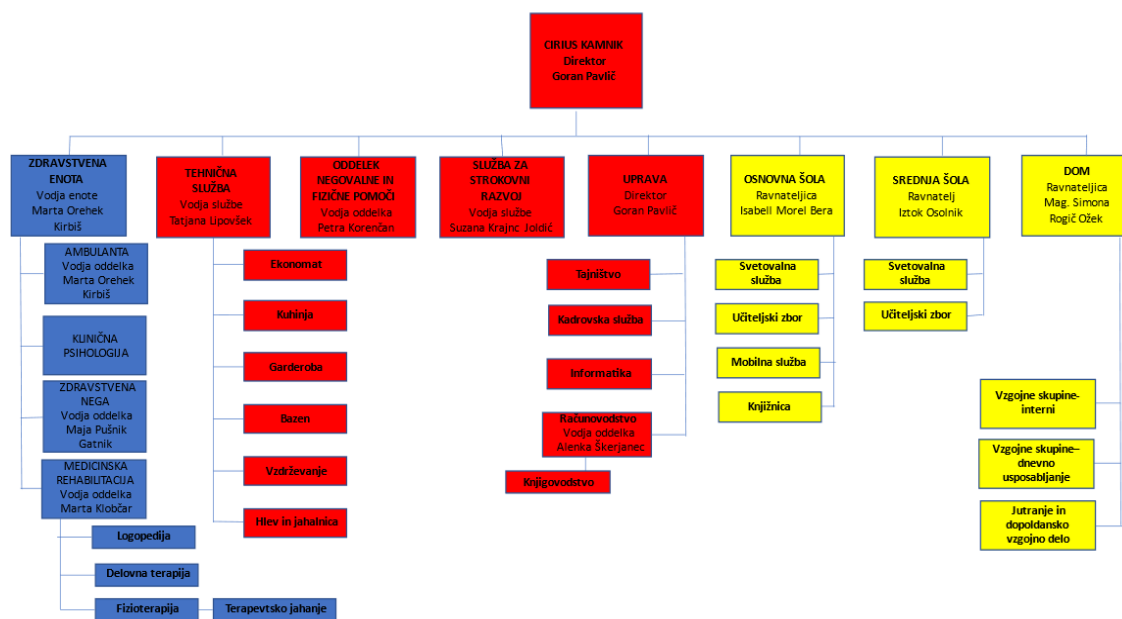 CIRIUS KAMNIK
Direktor
Goran Pavlič
ZDRAVSTVENA
ENOTA
Vodja enote
Marta Orehek
Kirbiš
TEHNIČNA
SLUŽBA
Vodja službe
Tatjana Lipovšek
ODDELEK
NEGOVALNE IN
FIZIČNE POMOČI
Vodja oddelka
Petra Korenčan
SLUŽBA ZA
STROKOVNI
RAZVOJ
Vodja službe
Suzana Krajnc Joldić
UPRAVA
Direktor
Goran Pavlič
OSNOVNA ŠOLA
Ravnateljica
Isabell Morel Bera
SREDNJA ŠOLA
Ravnatelj
Iztok Osolnik
DOM
Ravnateljica
Mag. Simona
Rogič Ožek
AMBULANTA
Vodja oddelka
Marta Orehek
Kirbiš
KLINIČNA
PSIHOLOGIJA
ZDRAVSTVENA
NEGA
Vodja oddelka
Maja Pušnik
Gatnik
MEDICINSKA
REHABILITACIJA
Vodja oddelka
Marta Klobčar
Logopedija
Delovna terapija
Fizioterapija
Terapevtsko jahanje
Ekonomat
Kuhinja
Garderoba
Bazen
Vzdrževanje
Hlev in jahalnica
Tajništvo
Kadrovska služba
Informatika
Računovodstvo
Vodja oddelka
Alenka Škerjanec
Knjigovodstvo
Svetovalna
služba
Učiteljski zbor
Mobilna služba
Knjižnica
Svetovalna
služba
Učiteljski zbor
Vzgojne skupine-
interni
Vzgojne skupine–
dnevno
usposabljanje
Jutranje in
dopoldansko
vzgojno delo